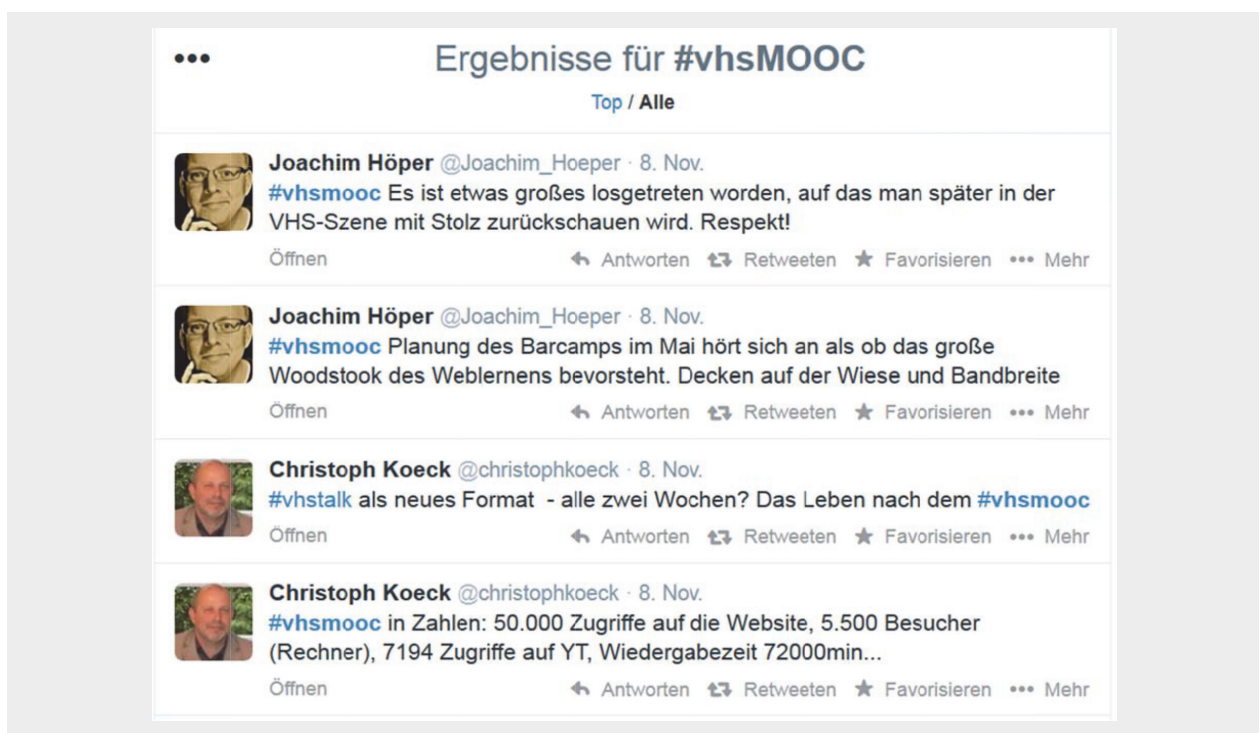 ••• Ergebnisse für #vhsMOOC
Top / Alle
Joachim Höper @Joachim_Hoeper · 8. Nov.
#vhsmooc Es ist etwas großes losgetreten worden, auf das man später in der
VHS-Szene mit Stolz zurückschauen wird. Respekt!
Öffnen Antworten Retweeten Favorisieren ••• Mehr
Joachim Höper @Joachim_Hoeper · 8. Nov.
#vhsmooc Planung des Barcamps im Mai hört sich an als ob das große
Woodstook des Weblernens bevorsteht. Decken auf der Wiese und Bandbreite
Öffnen Antworten Retweeten Favorisieren ••• Mehr
Christoph Koeck @christophkoeck · 8. Nov.
#vhstalk als neues Format - alle zwei Wochen? Das Leben nach dem #vhsmooc
Öffnen Antworten Retweeten Favorisieren ••• Mehr
Christoph Koeck @christophkoeck · 8. Nov.
#vhsmooc in Zahlen: 50.000 Zugriffe auf die Website, 5.500 Besucher
(Rechner), 7194 Zugriffe auf YT, Wiedergabezeit 72000min...
Öffnen Antworten Retweeten Favorisieren ••• Mehr